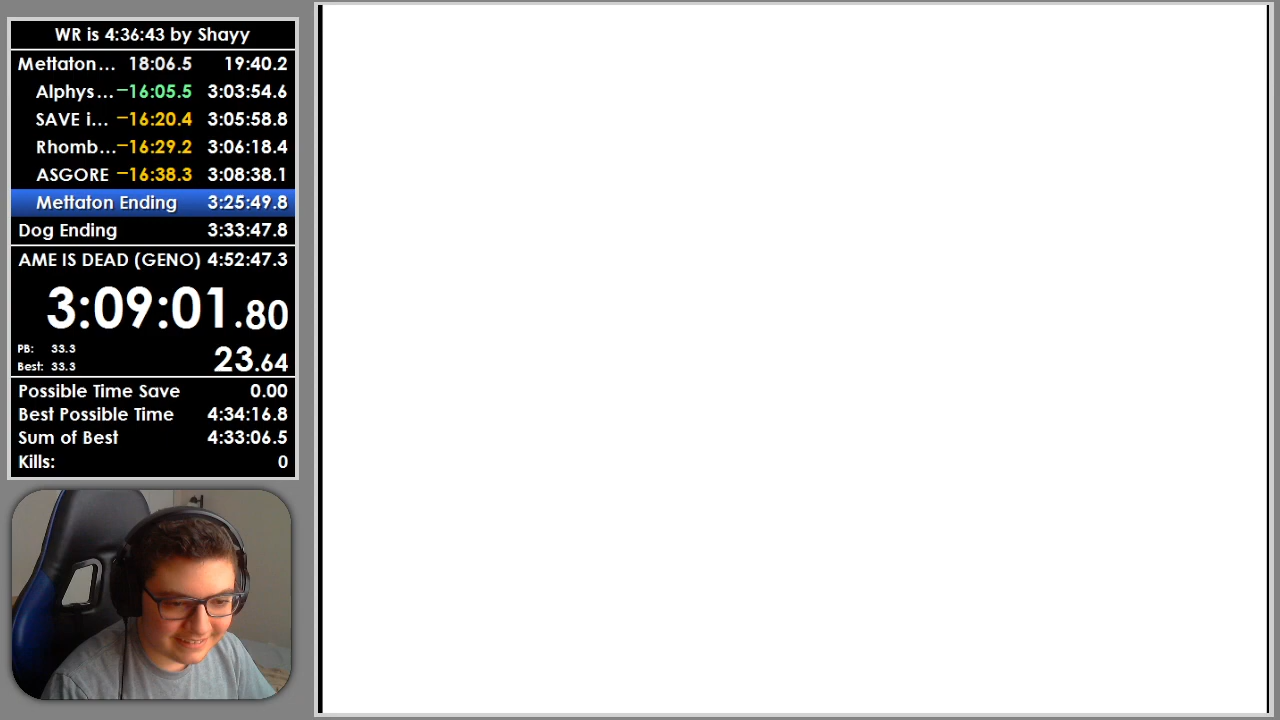 WR is 4:36:43 by Shayy
Mettaton... 18:06.5 19:40.2
Alphys... −16:05.5 3:03:54.6
SAVE i... −16:20.4 3:05:58.8
Rhomb... −16:29.2 3:06:18.4
ASGORE −16:38.3 3:08:38.1
Mettaton Ending 3:25:49.8
Dog Ending 3:33:47.8
AME IS DEAD (GENO) 4:52:47.3
3:09:01.80
PB: 33.3
Best: 33.3
23.64
Possible Time Save 0.00
Best Possible Time 4:34:16.8
Sum of Best 4:33:06.5
Kills: 0